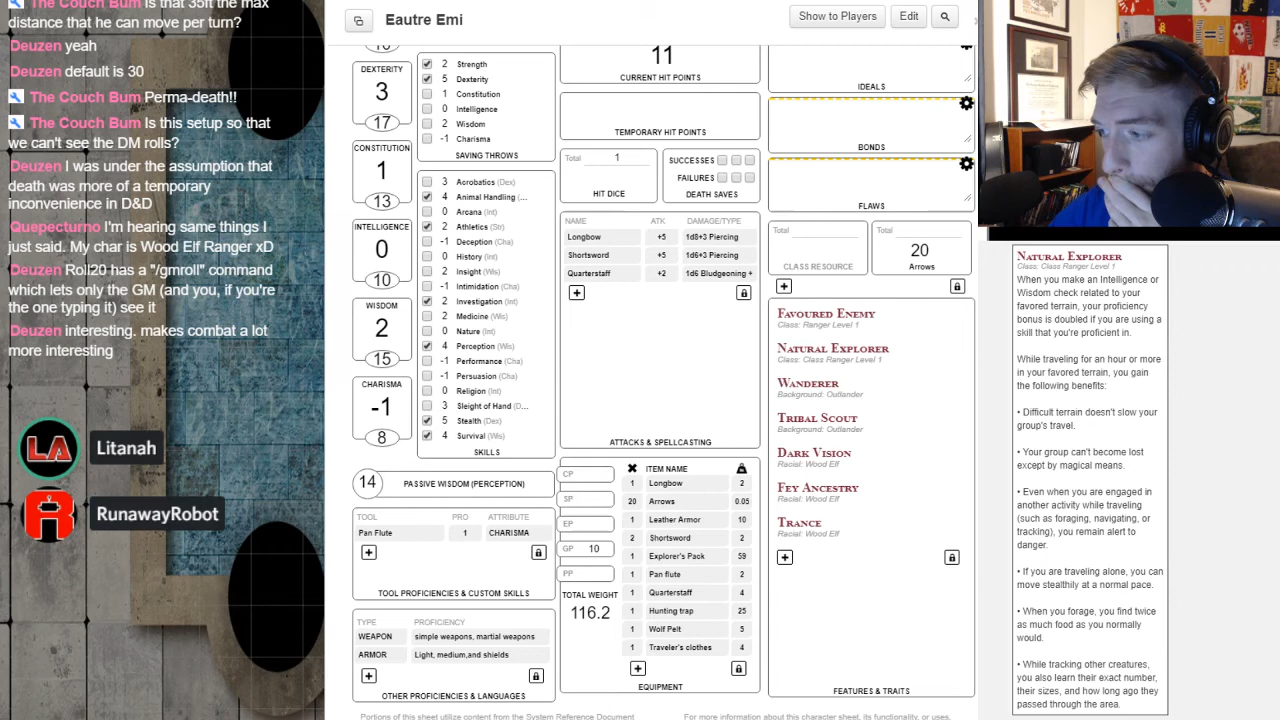 The Couch Bum Is that 35ft the max
distance that he can move per turn?
Deuzen yeah
Deuzen default is 30
The Couch Bum Perma-death!!
The Couch Bum Is this setup so that
we can't see the DM rolls?
Deuzen I was under the assumption that
death was more of a temporary
inconvenience in D&D
Quepecturno I'm hearing same things I
just said. My char is Wood Elf Ranger xD
Deuzen Roll20 has a "/gmroll" command
which lets only the GM (and you, if you're
the one typing it) see it
Deuzen interesting. makes combat a lot
more interesting
LA Litanah
RunawayRobot
Eautre Emi
Show to Players
Edit
DEXTERITY
3
17
CONSTITUTION
1
13
INTELLIGENCE
0
10
WISDOM
2
15
CHARISMA
-1
8
2 Strength
5 Dexterity
1 Constitution
0 Intelligence
2 Wisdom
-1 Charisma
SAVING THROWS
3 Acrobatics (Dex)
4 Animal Handling (...
0 Arcana (Int)
2 Athletics (Str)
-1 Deception (Cha)
0 History (Int)
2 Insight (Wis)
-1 Intimidation (Cha)
2 Investigation (Int)
2 Medicine (Wis)
0 Nature (Int)
4 Perception (Wis)
-1 Performance (Cha)
-1 Persuasion (Cha)
0 Religion (Int)
3 Sleight of Hand (D...
5 Stealth (Dex)
4 Survival (Wis)
SKILLS
14 PASSIVE WISDOM (PERCEPTION)
TOOL PRO ATTRIBUTE
Pan Flute 1 CHARISMA
TOOL PROFICIENCIES & CUSTOM SKILLS
TYPE PROFICIENCY
WEAPON simple weapons, martial weapons
ARMOR Light, medium,and shields
OTHER PROFICIENCIES & LANGUAGES
Portions of this sheet utilize content from the System Reference Document
11
CURRENT HIT POINTS
TEMPORARY HIT POINTS
Total 1
HIT DICE
SUCCESSES
FAILURES
DEATH SAVES
NAME ATK DAMAGE/TYPE
Longbow +5 1d8+3 Piercing
Shortsword +5 1d6+3 Piercing
Quarterstaff +2 1d6 Bludgeoning +
ATTACKS & SPELLCASTING
CP
SP
EP
GP 10
PP
TOTAL WEIGHT
116.2
ITEM NAME
1 Longbow 2
20 Arrows 0.05
1 Leather Armor 10
2 Shortsword 2
1 Explorer's Pack 59
1 Pan flute 2
1 Quarterstaff 4
1 Hunting trap 25
1 Wolf Pelt 5
1 Traveler's clothes 4
EQUIPMENT
IDEALS
BONDS
FLAWS
Total
CLASS RESOURCE
Total
20
Arrows
FAVOURED ENEMY
Class: Ranger Level 1
NATURAL EXPLORER
Class: Class Ranger Level 1
WANDERER
Background: Outlander
TRIBAL SCOUT
Background: Outlander
DARK VISION
Racial: Wood Elf
FEY ANCESTRY
Racial: Wood Elf
TRANCE
Racial: Wood Elf
FEATURES & TRAITS
For more information about this character sheet, its functionality, or uses,
NATURAL EXPLORER
Class: Class Ranger Level 1
When you make an Intelligence or
Wisdom check related to your
favored terrain, your proficiency
bonus is doubled if you are using a
skill that you're proficient in.
While traveling for an hour or more
in your favored terrain, you gain
the following benefits:
• Difficult terrain doesn't slow your
group's travel.
• Your group can't become lost
except by magical means.
• Even when you are engaged in
another activity while traveling
(such as foraging, navigating, or
tracking), you remain alert to
danger.
• If you are traveling alone, you can
move stealthily at a normal pace.
• When you forage, you find twice
as much food as you normally
would.
• While tracking other creatures,
you also learn their exact number,
their sizes, and how long ago they
passed through the area.